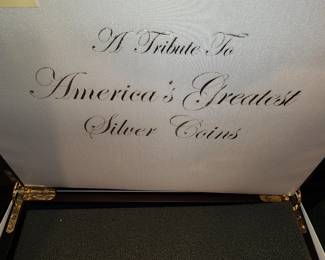 A Tribute To
America's Greatest
Silver Coins